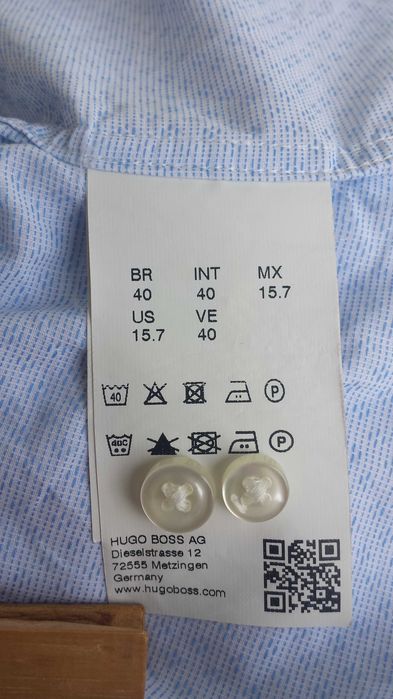 BR INT MX
40 40 15.7
US VE
15.7 40
40 P
40C P
HUGO BOSS AG
Dieselstrasse 12
72555 Metzingen
Germany
www.hugoboss.com